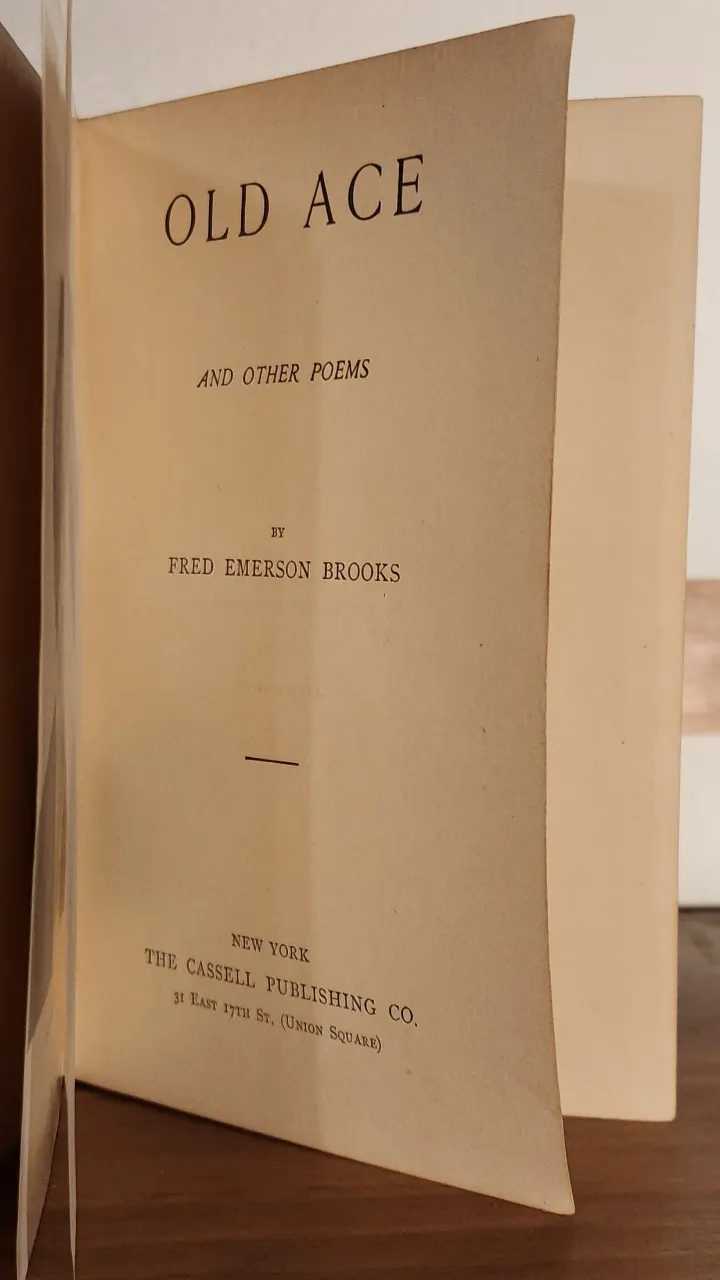 OLD ACE
AND OTHER POEMS
BY
FRED EMERSON BROOKS
NEW YORK
THE CASSELL PUBLISHING CO.
31 East 17th St. (Union Square)